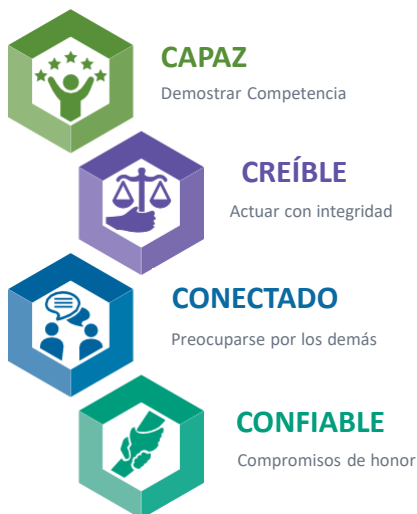 CAPAZ
Demostrar Competencia
CREÍBLE
Actuar con integridad
CONECTADO
Preocuparse por los demás
CONFIABLE
Compromisos de honor